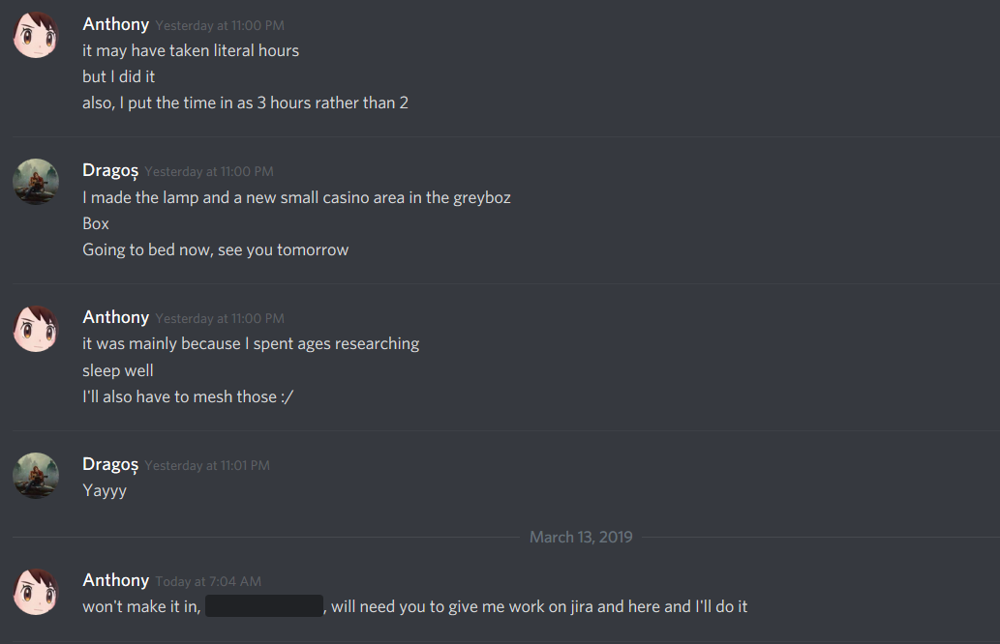 Anthony Yesterday at 11:00 PM
it may have taken literal hours
but I did it
also, I put the time in as 3 hours rather than 2
Dragoș Yesterday at 11:00 PM
I made the lamp and a new small casino area in the greyboz
Box
Going to bed now, see you tomorrow
Anthony Yesterday at 11:00 PM
it was mainly because I spent ages researching
sleep well
I'll also have to mesh those :/
Dragoș Yesterday at 11:01 PM
Yayyy
March 13, 2019
Anthony Today at 7:04 AM
won't make it in, , will need you to give me work on jira and here and I'll do it